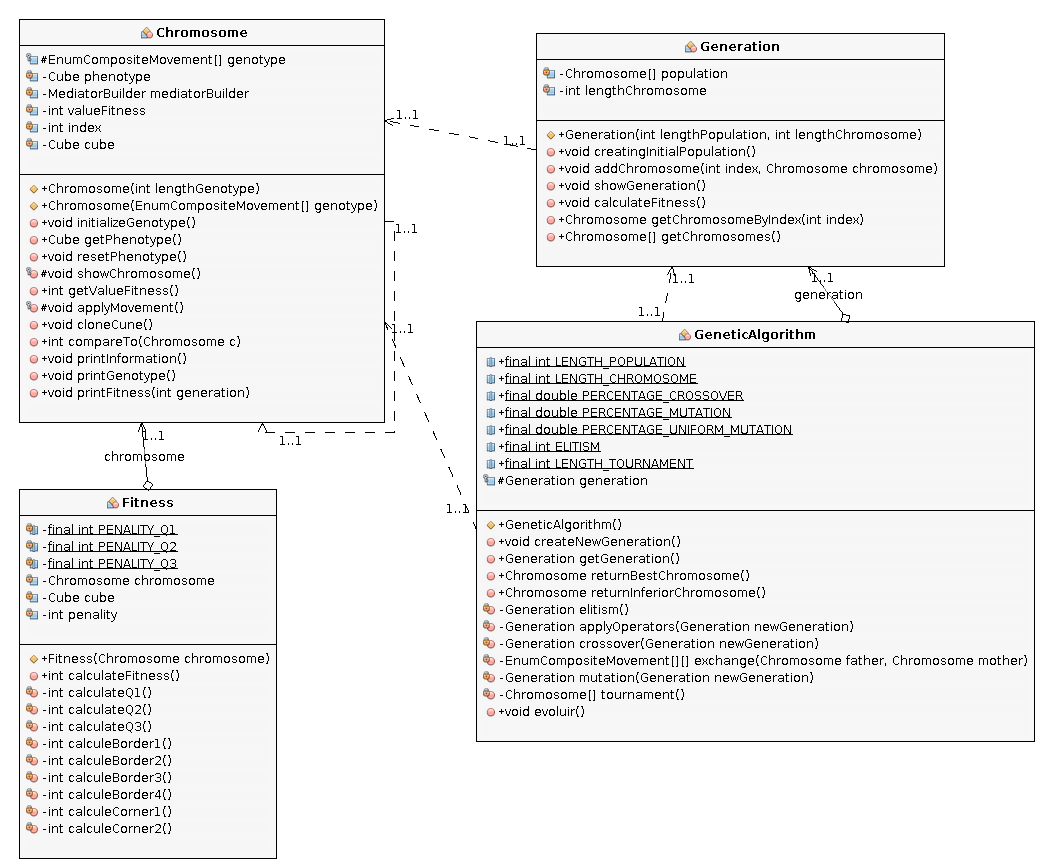 Chromosome
#EnumCompositeMovement[] genotype
-Cube phenotype
-MediatorBuilder mediatorBuilder
-int valueFitness
-int index
-Cube cube
+Chromosome(int lengthGenotype)
+Chromosome(EnumCompositeMovement[] genotype)
+void initializeGenotype()
+Cube getPhenotype()
+void resetPhenotype()
#void showChromosome()
+int getValueFitness()
#void applyMovement()
+void cloneCune()
+int compareTo(Chromosome c)
+void printInformation()
+void printGenotype()
+void printFitness(int generation)
Generation
-Chromosome[] population
-int lengthChromosome
+Generation(int lengthPopulation, int lengthChromosome)
+void creatingInitialPopulation()
+void addChromosome(int index, Chromosome chromosome)
+void showGeneration()
+void calculateFitness()
+Chromosome getChromosomeByIndex(int index)
+Chromosome[] getChromosomes()
1..1
1..1
1..1
1..1
1..1
1..1
1..1
1..1
generation
1..1
1..1
chromosome
GeneticAlgorithm
+final int LENGTH_POPULATION
+final int LENGTH_CHROMOSOME
+final double PERCENTAGE_CROSSOVER
+final double PERCENTAGE_MUTATION
+final double PERCENTAGE_UNIFORM_MUTATION
+final int ELITISM
+final int LENGTH_TOURNAMENT
#Generation generation
+GeneticAlgorithm()
+void createNewGeneration()
+Generation getGeneration()
+Chromosome returnBestChromosome()
+Chromosome returnInferiorChromosome()
-Generation elitism()
-Generation applyOperators(Generation newGeneration)
-Generation crossover(Generation newGeneration)
-EnumCompositeMovement[][] exchange(Chromosome father, Chromosome mother)
-Generation mutation(Generation newGeneration)
-Chromosome[] tournament()
+void evoluir()
Fitness
-final int PENALITY_Q1
-final int PENALITY_Q2
-final int PENALITY_Q3
-Chromosome chromosome
-Cube cube
-int penality
+Fitness(Chromosome chromosome)
+int calculateFitness()
-int calculateQ1()
-int calculateQ2()
-int calculateQ3()
-int calculeBorder1()
-int calculeBorder2()
-int calculeBorder3()
-int calculeBorder4()
-int calculeCorner1()
-int calculeCorner2()